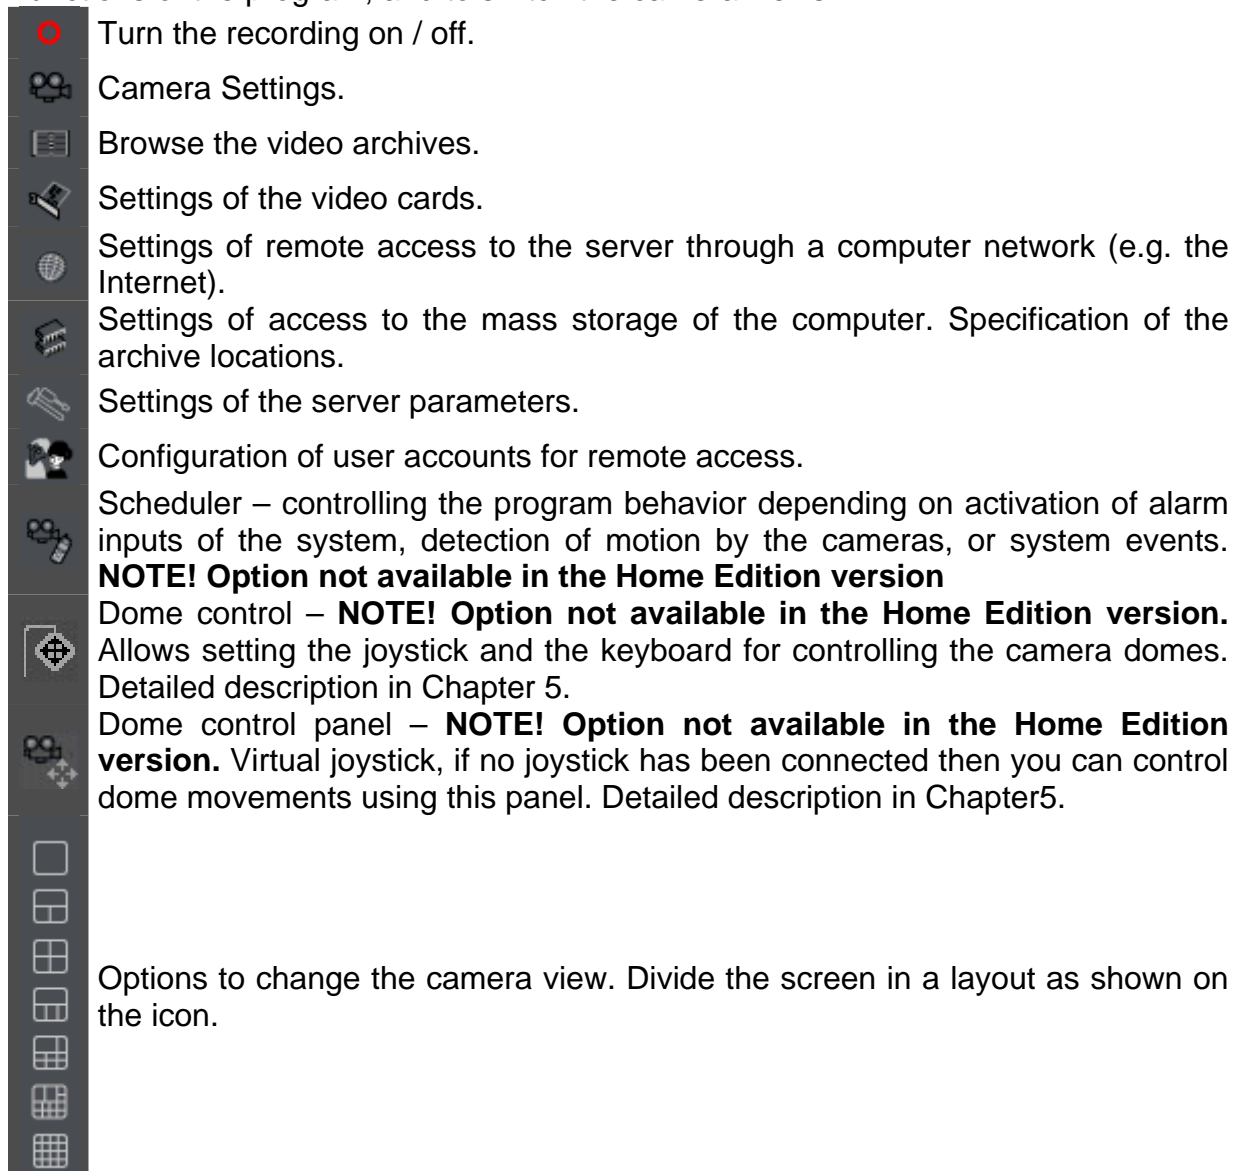 Turn the recording on / off.
Camera Settings.
Browse the video archives.
Settings of the video cards.
Settings of remote access to the server through a computer network (e.g. the
Internet).
Settings of access to the mass storage of the computer. Specification of the
archive locations.
Settings of the server parameters.
Configuration of user accounts for remote access.
Scheduler – controlling the program behavior depending on activation of alarm
inputs of the system, detection of motion by the cameras, or system events.
NOTE! Option not available in the Home Edition version
Dome control – NOTE! Option not available in the Home Edition version.
Allows setting the joystick and the keyboard for controlling the camera domes.
Detailed description in Chapter 5.
Dome control panel – NOTE! Option not available in the Home Edition
version. Virtual joystick, if no joystick has been connected then you can control
dome movements using this panel. Detailed description in Chapter5.
Options to change the camera view. Divide the screen in a layout as shown on
the icon.